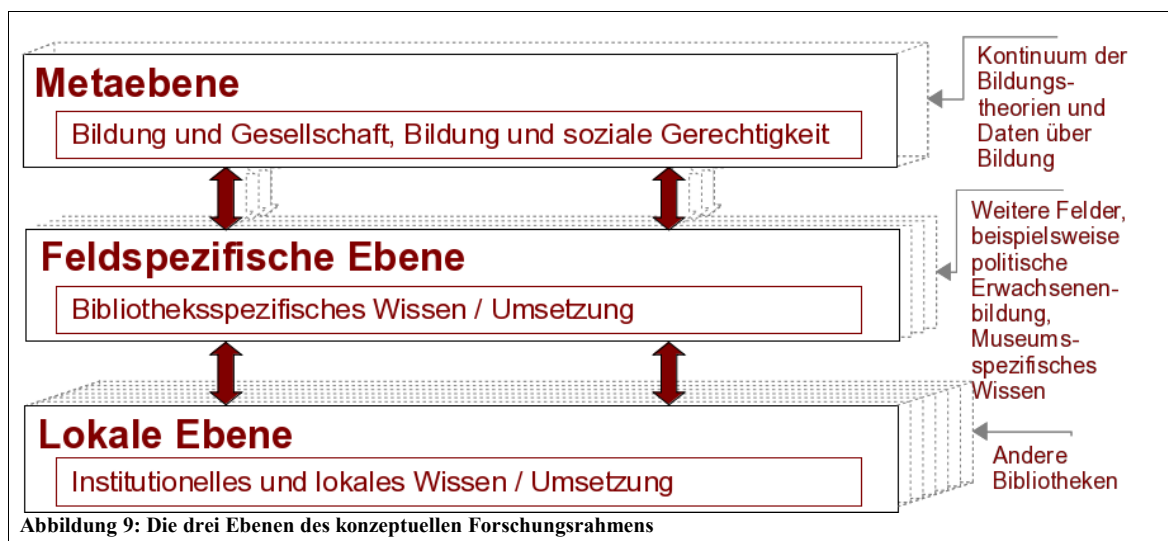 Metaebene
Bildung und Gesellschaft, Bildung und soziale Gerechtigkeit
Kontinuum der
Bildungs-
theorien und
Daten über
Bildung
Feldspezifische Ebene
Bibliotheksspezifisches Wissen / Umsetzung
Weitere Felder,
beispielsweise
politische
Erwachsenen-
bildung,
Museums-
spezifisches
Wissen
Lokale Ebene
Institutionelles und lokales Wissen / Umsetzung
Andere
Bibliotheken
Abbildung 9: Die drei Ebenen des konzeptuellen Forschungsrahmens